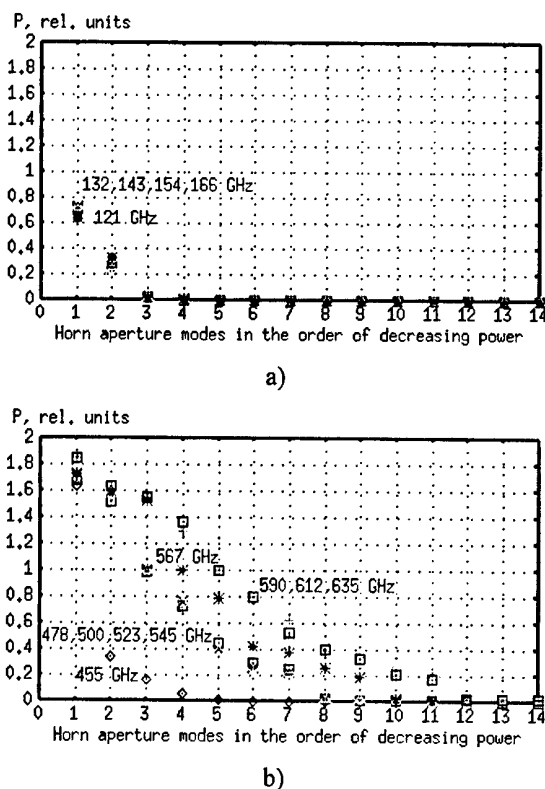 P, rel. units
2
1.8
1.6
1.4
1.2
1
0.8
132,143,154,166 GHz
0.6
121 GHz
0.4
0.2
0
0 1 2 3 4 5 6 7 8 9 10 11 12 13 14
Horn aperture modes in the order of decreasing power
a)
P, rel. units
2
1.8
1.6
1.4
1.2
1
567 GHz
0.8
590,612,635 GHz
0.6
478,500,523,545 GHz
0.4
0.2
455 GHz
0
0 1 2 3 4 5 6 7 8 9 10 11 12 13 14
Horn aperture modes in the order of decreasing power
b)